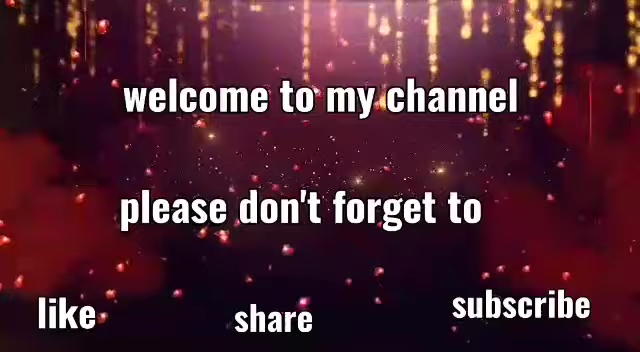 welcome to my channel
please don't forget to
like share subscribe